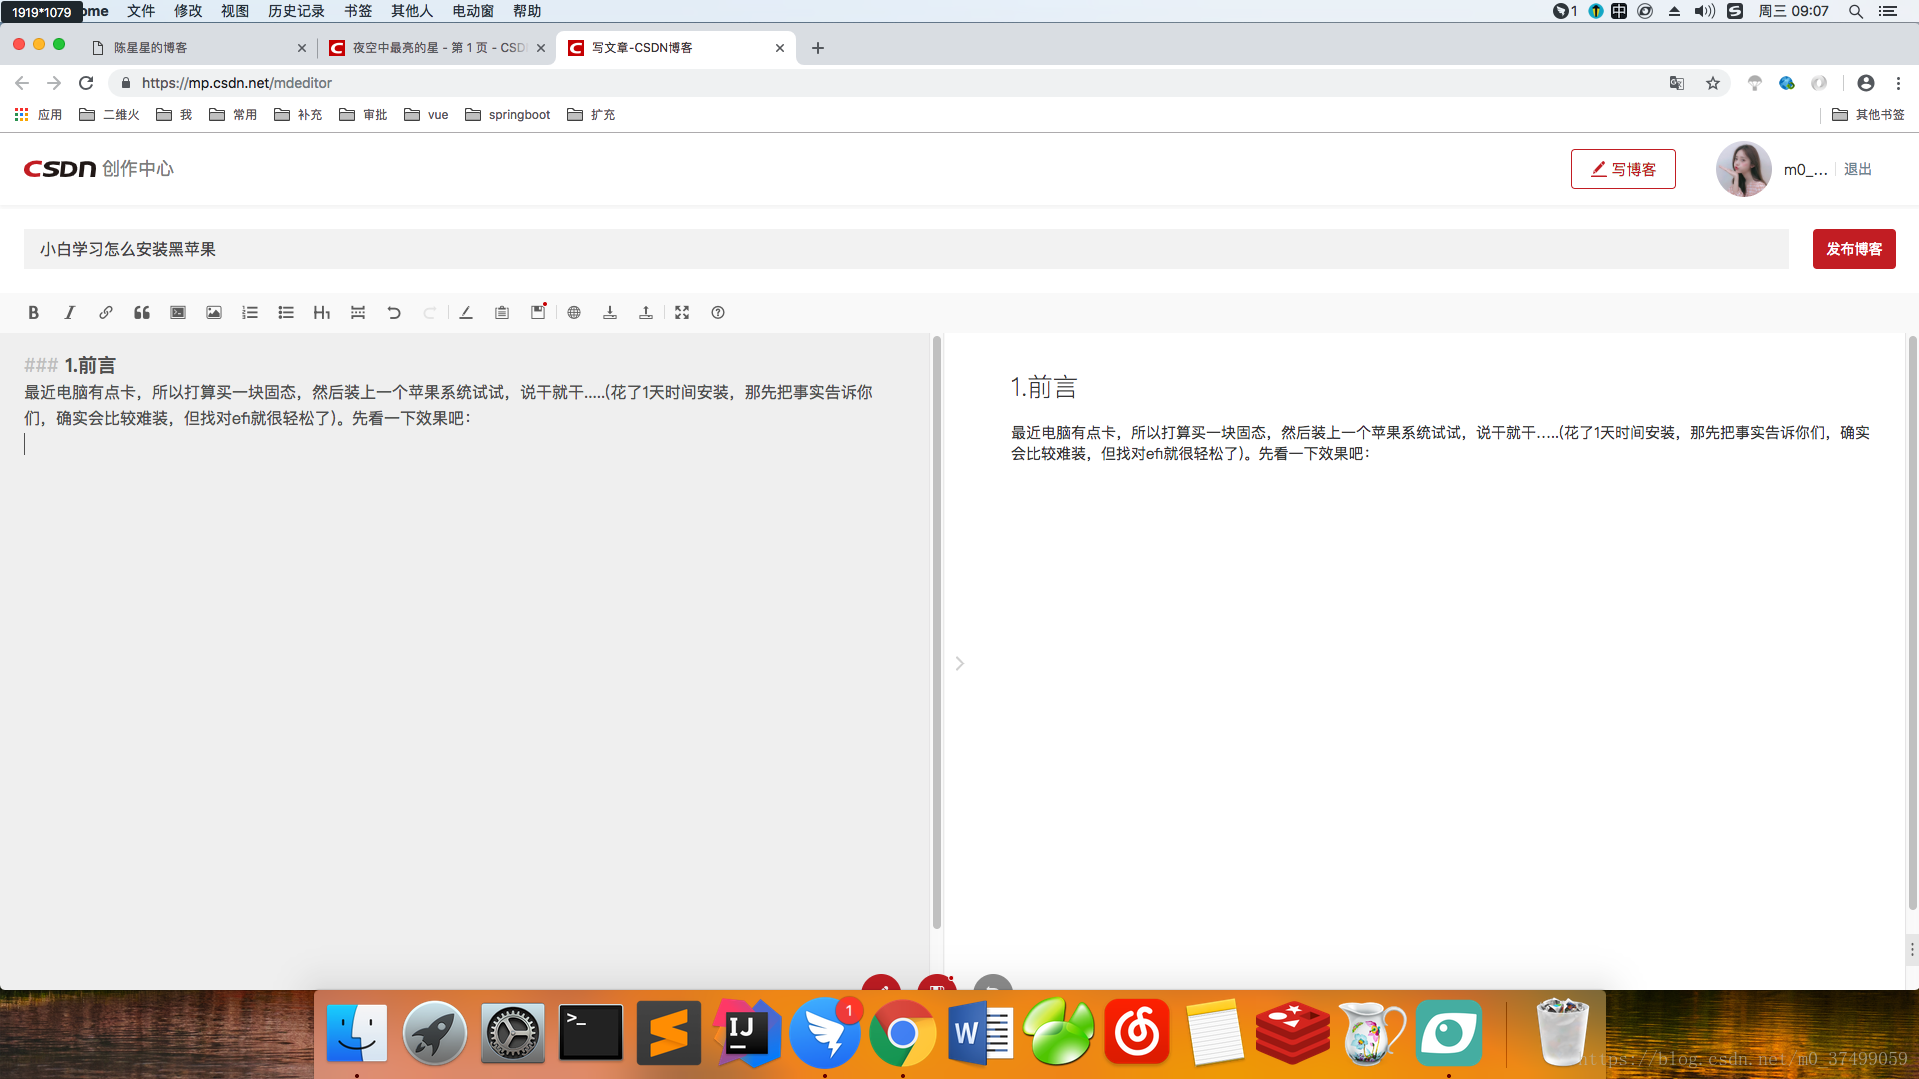 1919*1079 ome 文件 修改 视图 历史记录 书签 其他人 电动窗 帮助 1 中 周三 09:07
陈星星的博客 夜空中最亮的星 - 第 1 页 - CSD 写文章-CSDN博客
https://mp.csdn.net/mdeditor
应用 二维火 我 常用 补充 审批 vue springboot 扩充 其他书签
CSDN 创作中心 写博客 m0_... 退出
小白学习怎么安装黑苹果 发布博客
### 1.前言
最近电脑有点卡，所以打算买一块固态，然后装上一个苹果系统试试，说干就干.....(花了1天时间安装，那先把事实告诉你
们，确实会比较难装，但找对efi就很轻松了)。先看一下效果吧：
1.前言
最近电脑有点卡，所以打算买一块固态，然后装上一个苹果系统试试，说干就干…..(花了1天时间安装，那先把事实告诉你们，确实
会比较难装，但找对efi就很轻松了)。先看一下效果吧：
>_ IJ 1 W
https://blog.csdn.net/m0_37499059